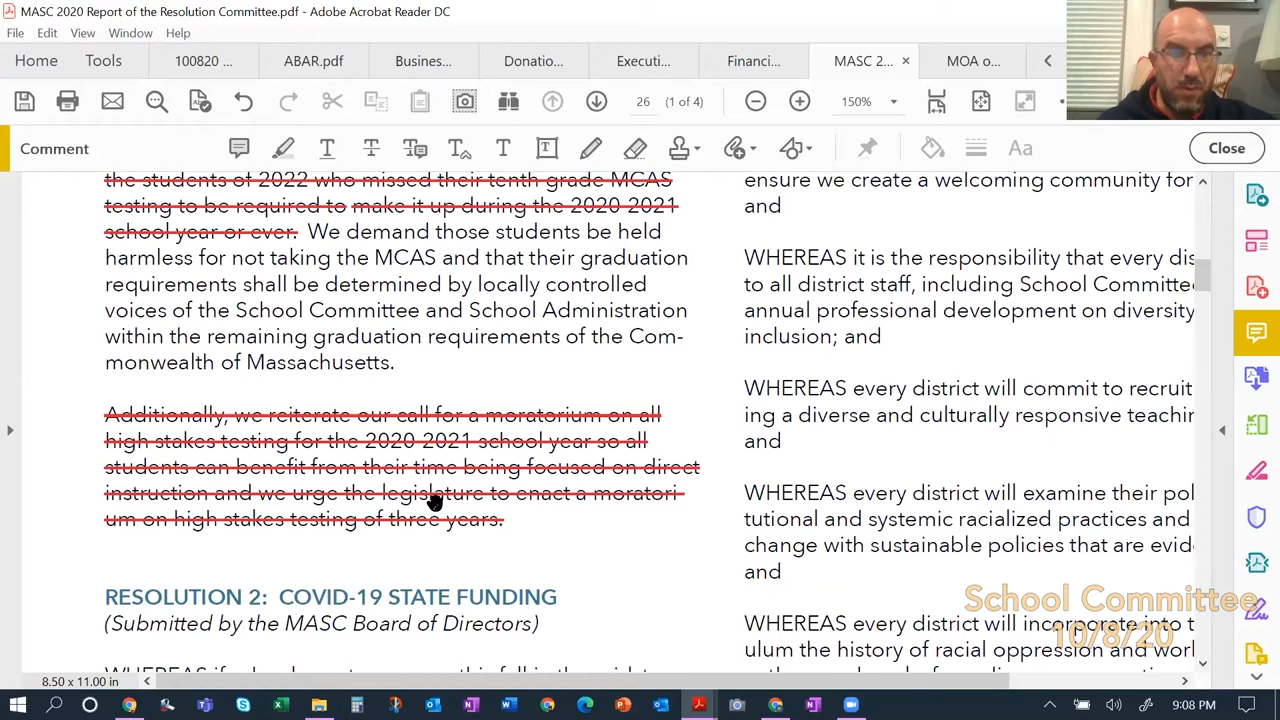 MASC 2020 Report of the Resolution Committee.pdf - Adobe Acrobat Reader DC
File Edit View Window Help
Home Tools 100820 ... ABAR.pdf Busines... Donatio... Executi... Financi... MASC 2... × MOA o...
26 (1 of 4) 150%
Comment Close
the students of 2022 who missed their tenth grade MCAS
testing to be required to make it up during the 2020-2021
school year or ever. We demand those students be held
harmless for not taking the MCAS and that their graduation
requirements shall be determined by locally controlled
voices of the School Committee and School Administration
within the remaining graduation requirements of the Com-
monwealth of Massachusetts.
Additionally, we reiterate our call for a moratorium on all
high stakes testing for the 2020-2021 school year so all
students can benefit from their time being focused on direct
instruction and we urge the legislature to enact a moratori-
um on high stakes testing of three years.
RESOLUTION 2: COVID-19 STATE FUNDING
(Submitted by the MASC Board of Directors)
ensure we create a welcoming community for
and
WHEREAS it is the responsibility that every dis
to all district staff, including School Committe
annual professional development on diversity
inclusion; and
WHEREAS every district will commit to recruit
ing a diverse and culturally responsive teachin
and
WHEREAS every district will examine their pol
tutional and systemic racialized practices and
change with sustainable policies that are evid
and
WHEREAS every district will incorporate into t
ulum the history of racial oppression and work
School Committee
10/8/20
8.50 x 11.00 in
9:08 PM